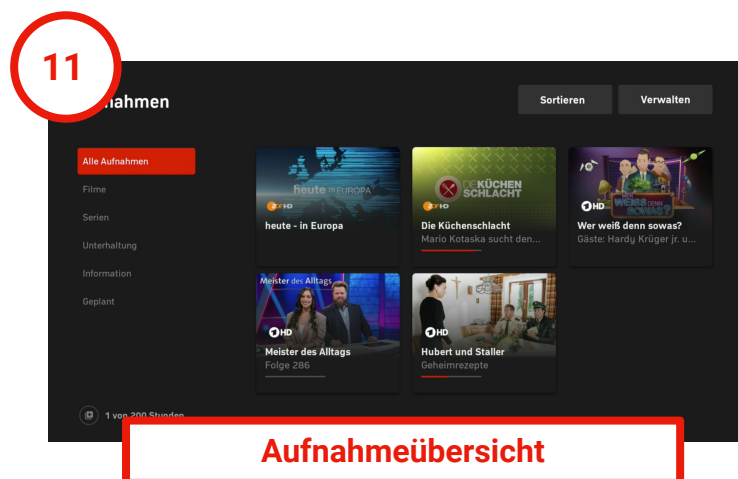 11
nahmen
Sortieren
Verwalten
Alle Aufnahmen
Filme
Serien
Unterhaltung
Information
Geplant
heute IN EUROPA
ZDF HD
heute - in Europa
DIE KÜCHEN
SCHLACHT
ZDF HD
Die Küchenschlacht
Mario Kotaska sucht den...
WEISS DENN
SOWAS?
HD
Wer weiß denn sowas?
Gäste: Hardy Krüger jr. u...
Meister des Alltags
HD
Meister des Alltags
Folge 286
HD
Hubert und Staller
Geheimrezepte
1 von 200 Stunden
Aufnahmeübersicht